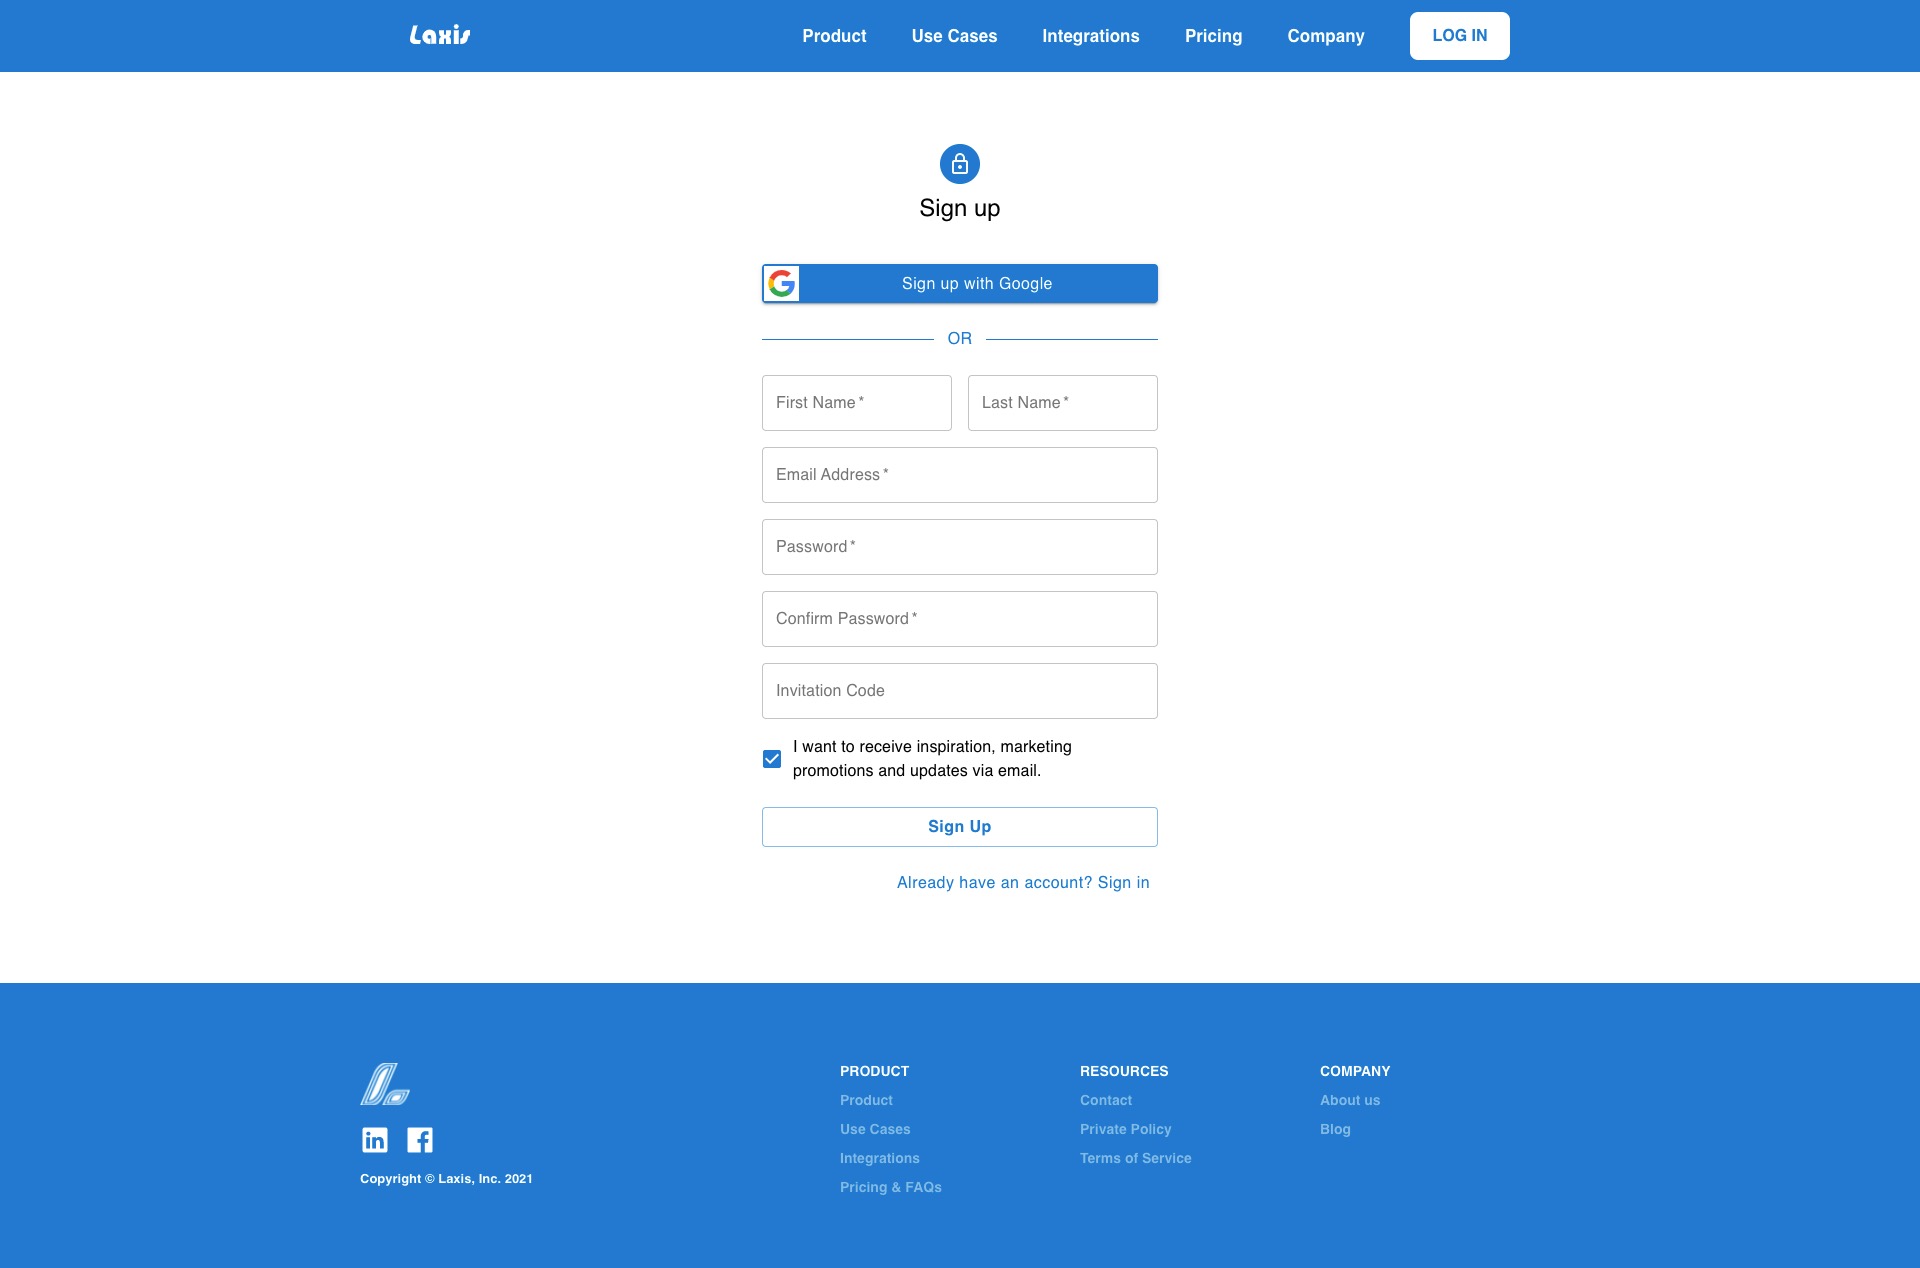 Laxis
Product
Use Cases
Integrations
Pricing
Company
LOG IN
Sign up
Sign up with Google
OR
First Name *
Last Name *
Email Address *
Password *
Confirm Password *
Invitation Code
I want to receive inspiration, marketing
promotions and updates via email.
Sign Up
Already have an account? Sign in
Copyright © Laxis, Inc. 2021
PRODUCT
Product
Use Cases
Integrations
Pricing & FAQs
RESOURCES
Contact
Private Policy
Terms of Service
COMPANY
About us
Blog